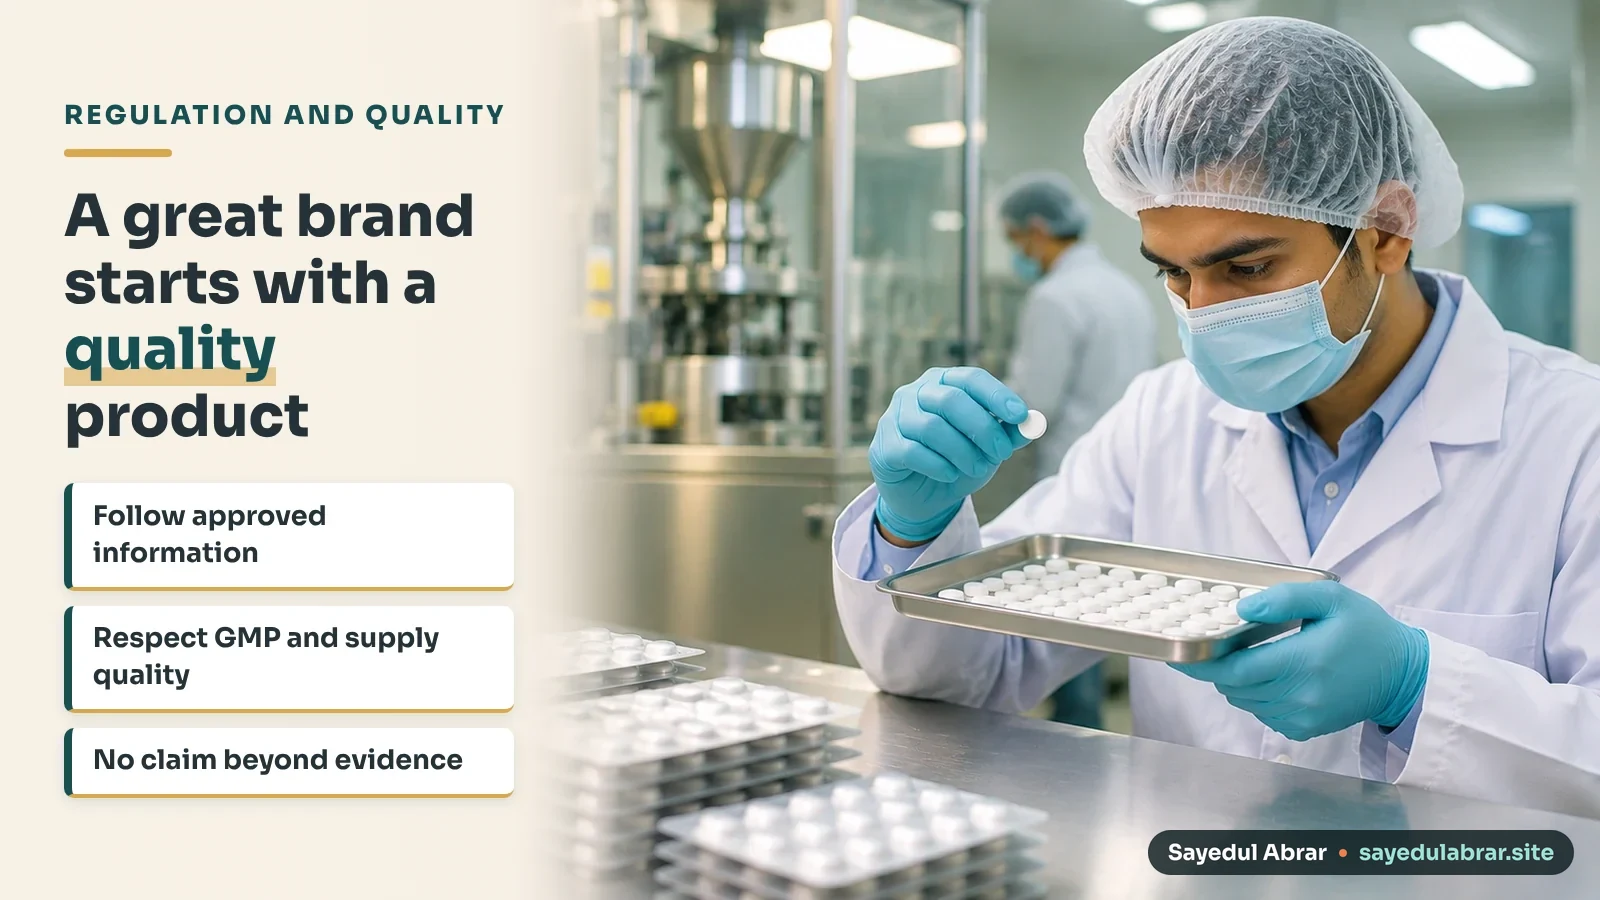 REGULATION AND QUALITY
A great brand
starts with a
quality
product
Follow approved
information
Respect GMP and supply
quality
No claim beyond evidence
Sayedul Abrar • sayedulabrar.site